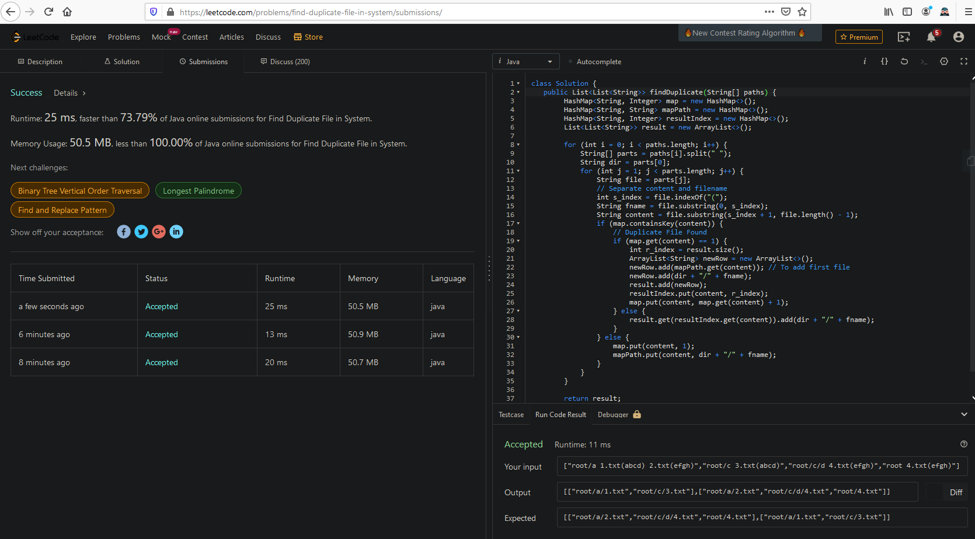 https://leetcode.com/problems/find-duplicate-file-in-system/submissions/
LeetCode Explore Problems Mock new Contest Articles Discuss Store 🔥New Contest Rating Algorithm 🔥 Premium 5
Description Solution Submissions Discuss (200)
i Java Autocomplete
Success Details >
Runtime: 25 ms, faster than 73.79% of Java online submissions for Find Duplicate File in System.
Memory Usage: 50.5 MB, less than 100.00% of Java online submissions for Find Duplicate File in System.
Next challenges:
Binary Tree Vertical Order Traversal Longest Palindrome
Find and Replace Pattern
Show off your acceptance:
Time Submitted Status Runtime Memory Language
a few seconds ago Accepted 25 ms 50.5 MB java
6 minutes ago Accepted 13 ms 50.9 MB java
8 minutes ago Accepted 20 ms 50.7 MB java
1 class Solution {
2 public List<List<String>> findDuplicate(String[] paths) {
3 HashMap<String, Integer> map = new HashMap<>();
4 HashMap<String, String> mapPath = new HashMap<>();
5 HashMap<String, Integer> resultIndex = new HashMap<>();
6 List<List<String>> result = new ArrayList<>();
7
8 for (int i = 0; i < paths.length; i++) {
9 String[] parts = paths[i].split(" ");
10 String dir = parts[0];
11 for (int j = 1; j < parts.length; j++) {
12 String file = parts[j];
13 // Separate content and filename
14 int s_index = file.indexOf("(");
15 String fname = file.substring(0, s_index);
16 String content = file.substring(s_index + 1, file.length() - 1);
17 if (map.containsKey(content)) {
18 // Duplicate File Found
19 if (map.get(content) == 1) {
20 int r_index = result.size();
21 ArrayList<String> newRow = new ArrayList<>();
22 newRow.add(mapPath.get(content)); // To add first file
23 newRow.add(dir + "/" + fname);
24 result.add(newRow);
25 resultIndex.put(content, r_index);
26 map.put(content, map.get(content) + 1);
27 } else {
28 result.get(resultIndex.get(content)).add(dir + "/" + fname);
29 }
30 } else {
31 map.put(content, 1);
32 mapPath.put(content, dir + "/" + fname);
33 }
34 }
35 }
36
37 return result;
Testcase Run Code Result Debugger
Accepted Runtime: 11 ms
Your input ["root/a 1.txt(abcd) 2.txt(efgh)","root/c 3.txt(abcd)","root/c/d 4.txt(efgh)","root 4.txt(efgh)"]
Output [["root/a/1.txt","root/c/3.txt"],["root/a/2.txt","root/c/d/4.txt","root/4.txt"]]
Diff
Expected [["root/a/2.txt","root/c/d/4.txt","root/4.txt"],["root/a/1.txt","root/c/3.txt"]]